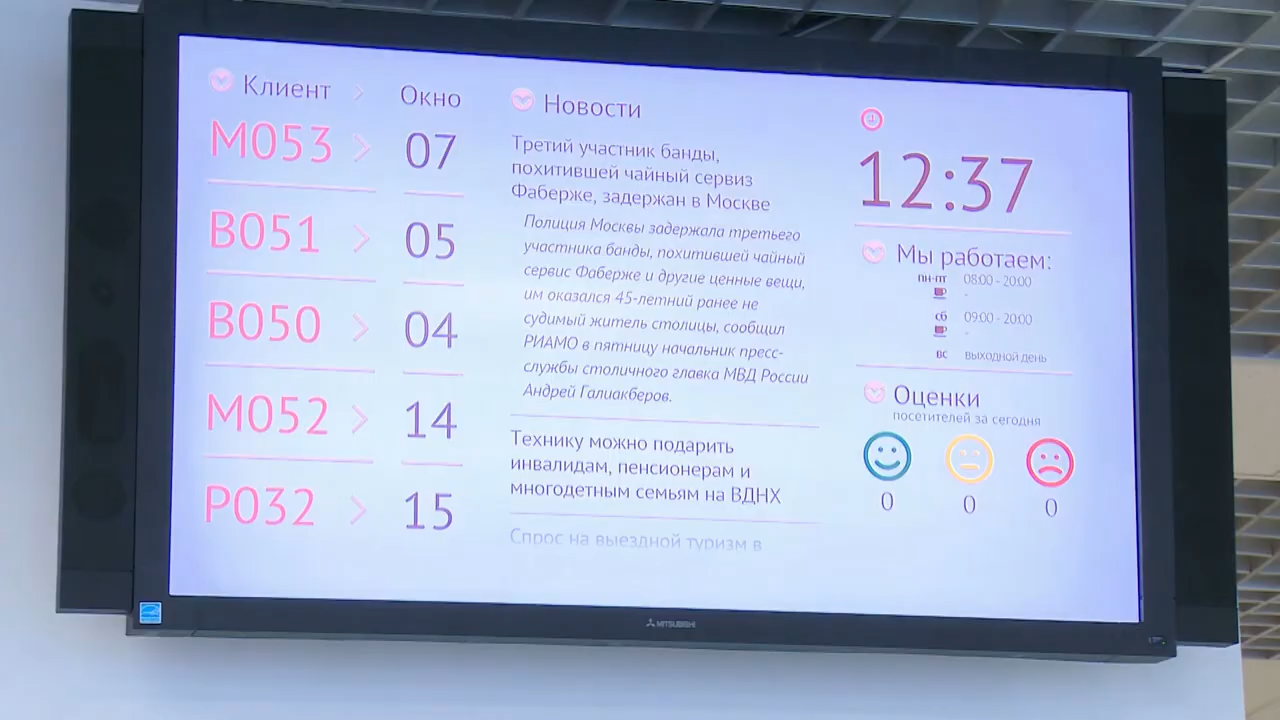 Клиент > Окно
М053 > 07
В051 > 05
В050 > 04
М052 > 14
Р032 > 15
Новости
Третий участник банды,
похитившей чайный сервиз
Фаберже, задержан в Москве
Полиция Москвы задержала третьего
участника банды, похитившей чайный
сервис Фаберже и другие ценные вещи,
им оказался 45-летний ранее не
судимый житель столицы, сообщил
РИАМО в пятницу начальник пресс-
службы столичного главка МВД России
Андрей Галиакберов.
Технику можно подарить
инвалидам, пенсионерам и
многодетным семьям на ВДНХ
Спрос на выездной туризм в
12:37
Мы работаем:
пн-пт 08:00 - 20:00
-
сб 09:00 - 20:00
-
вс выходной день
Оценки
посетителей за сегодня
0 0 0
MITSUBISHI